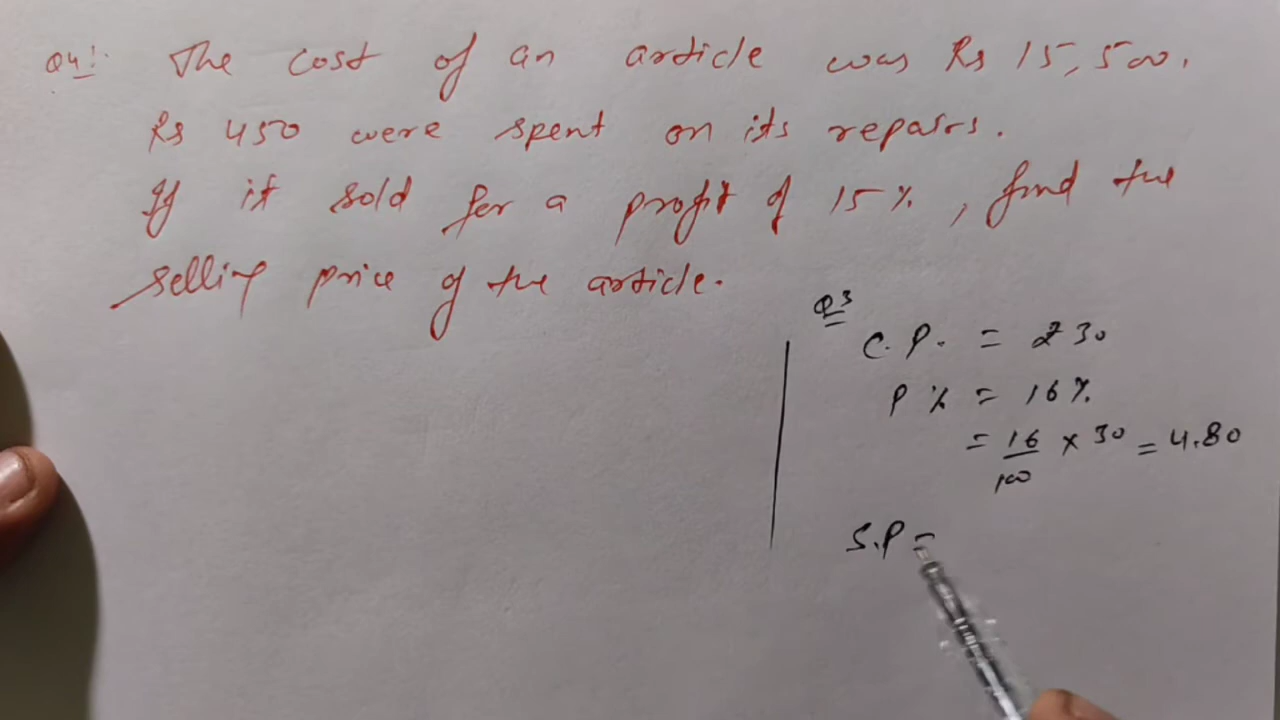 Q4:- The cost of an article was Rs 15,500.
Rs 450 were spent on its repairs.
If it sold for a profit of 15%, find the
selling price of the article.
Q3
C.P. = ₹30
P% = 16%
= 16/100 × 30 = 4.80
S.P =